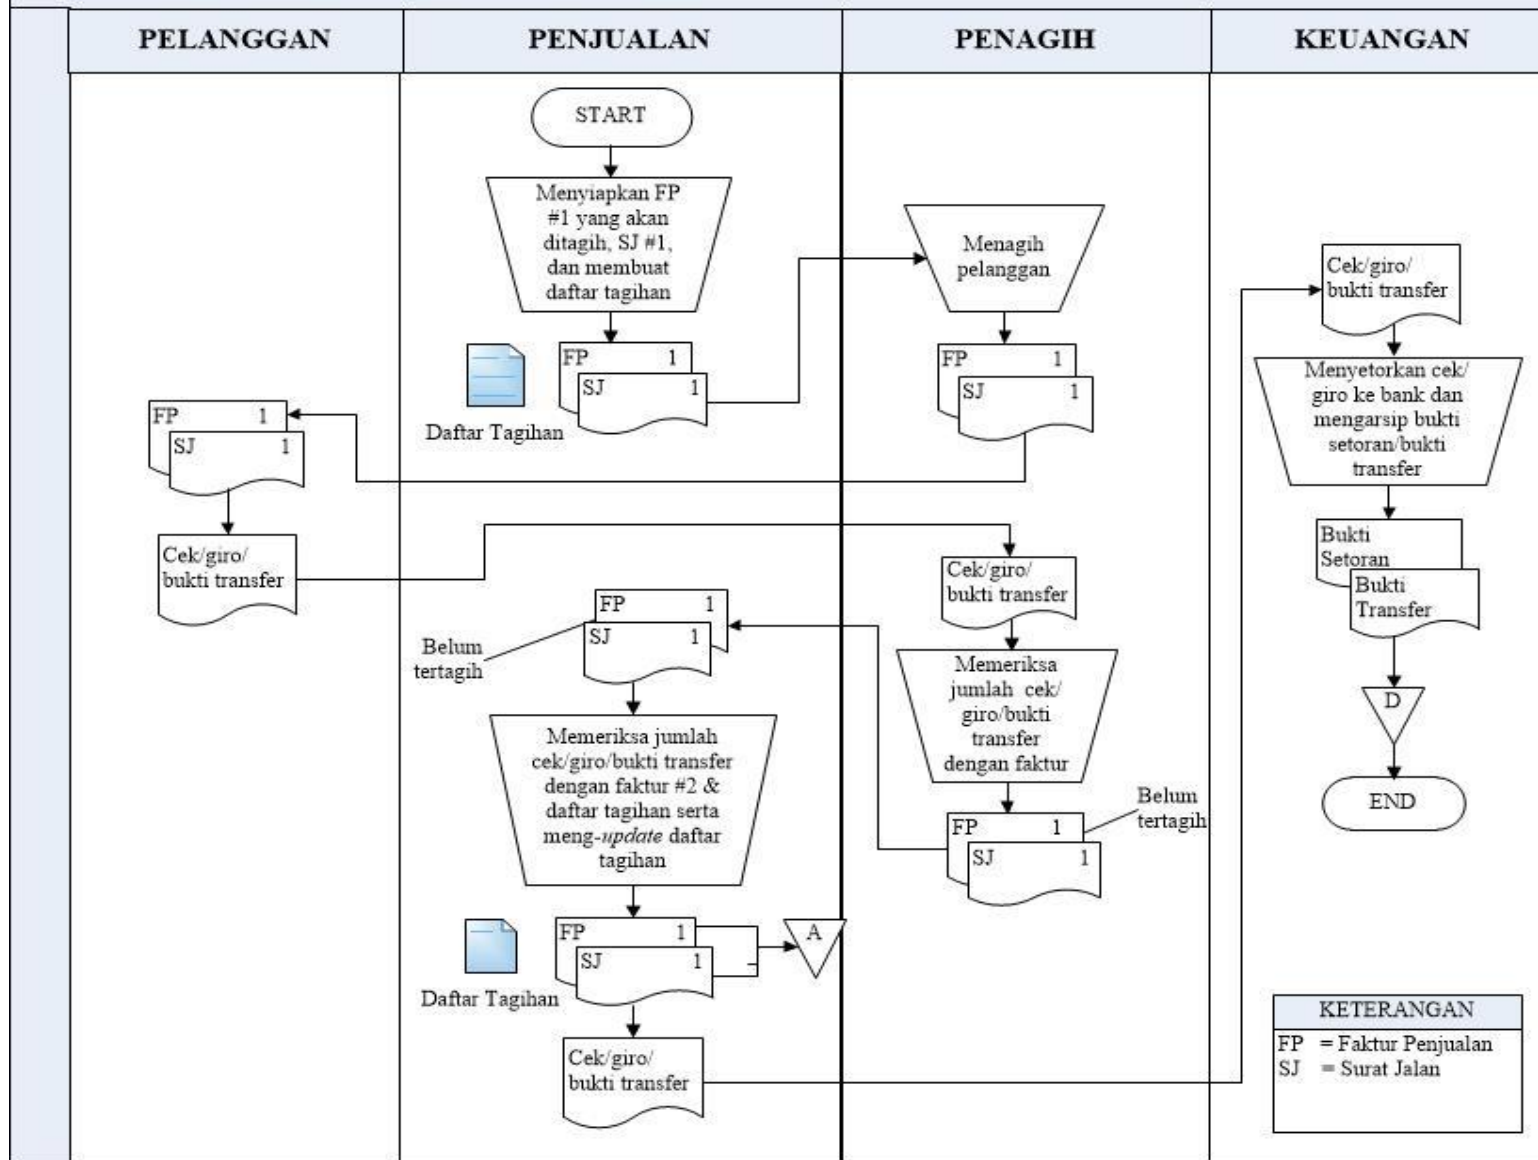 PELANGGAN
PENJUALAN
PENAGIH
KEUANGAN
START
Menyiapkan FP
#1 yang akan
ditagih, SJ #1,
dan membuat
daftar tagihan
FP 1
SJ 1
Daftar Tagihan
Menagih
pelanggan
FP 1
SJ 1
FP 1
SJ 1
Cek/giro/
bukti transfer
Cek/giro/
bukti transfer
Memeriksa
jumlah cek/
giro/bukti
transfer
dengan faktur
FP 1
SJ 1
Belum
tertagih
FP 1
SJ 1
Belum
tertagih
Memeriksa jumlah
cek/giro/bukti transfer
dengan faktur #2 &
daftar tagihan serta
meng-update daftar
tagihan
FP 1
SJ 1
A
Daftar Tagihan
Cek/giro/
bukti transfer
Cek/giro/
bukti transfer
Menyetorkan cek/
giro ke bank dan
mengarsip bukti
setoran/bukti
transfer
Bukti
Setoran
Bukti
Transfer
D
END
KETERANGAN
FP = Faktur Penjualan
SJ = Surat Jalan